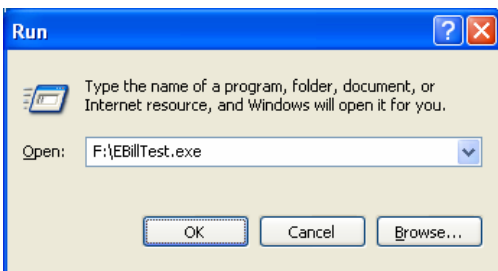 Run
Type the name of a program, folder, document, or
Internet resource, and Windows will open it for you.
Open: F:\EBillTest.exe
OK Cancel Browse...